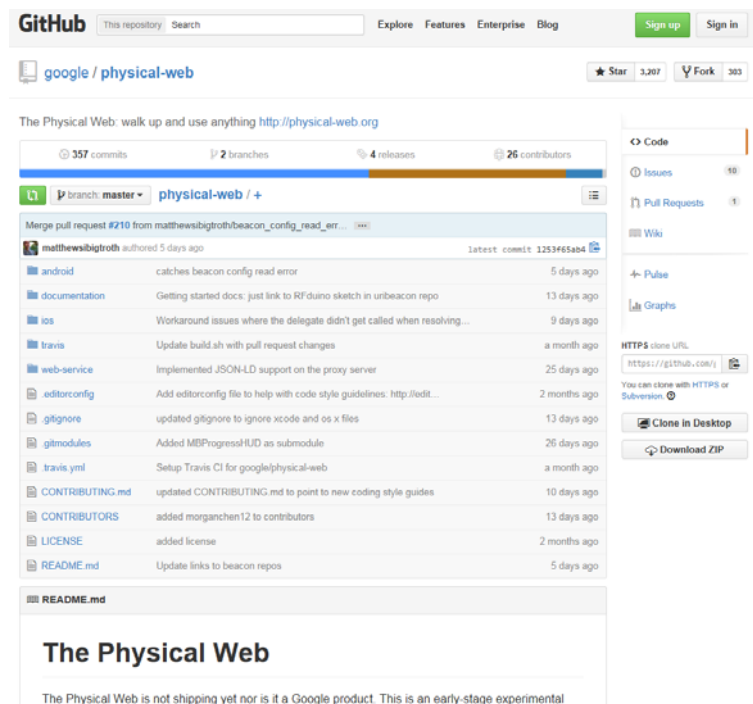 GitHub This repository Search Explore Features Enterprise Blog Sign up Sign in
google / physical-web Star 3,207 Fork 303
The Physical Web: walk up and use anything http://physical-web.org
357 commits 2 branches 4 releases 26 contributors
branch: master physical-web / +
Merge pull request #210 from matthewsibigtroth/beacon_config_read_err… …
matthewsibigtroth authored 5 days ago latest commit 1253f65ab4
android catches beacon config read error 5 days ago
documentation Getting started docs: just link to RFduino sketch in uribeacon repo 13 days ago
ios Workaround issues where the delegate didn't get called when resolving… 9 days ago
travis Update build.sh with pull request changes a month ago
web-service Implemented JSON-LD support on the proxy server 25 days ago
.editorconfig Add editorconfig file to help with code style guidelines: http://edit… 2 months ago
.gitignore updated gitignore to ignore xcode and os x files 13 days ago
.gitmodules Added MBProgressHUD as submodule 26 days ago
.travis.yml Setup Travis CI for google/physical-web a month ago
CONTRIBUTING.md updated CONTRIBUTING.md to point to new coding style guides 10 days ago
CONTRIBUTORS added morganchen12 to contributors 13 days ago
LICENSE added license 2 months ago
README.md Update links to beacon repos 5 days ago
README.md
The Physical Web
The Physical Web is not shipping yet nor is it a Google product. This is an early-stage experimental
<> Code
Issues 10
Pull Requests 1
Wiki
Pulse
Graphs
HTTPS clone URL
https://github.com/
You can clone with HTTPS or
Subversion.
Clone in Desktop
Download ZIP